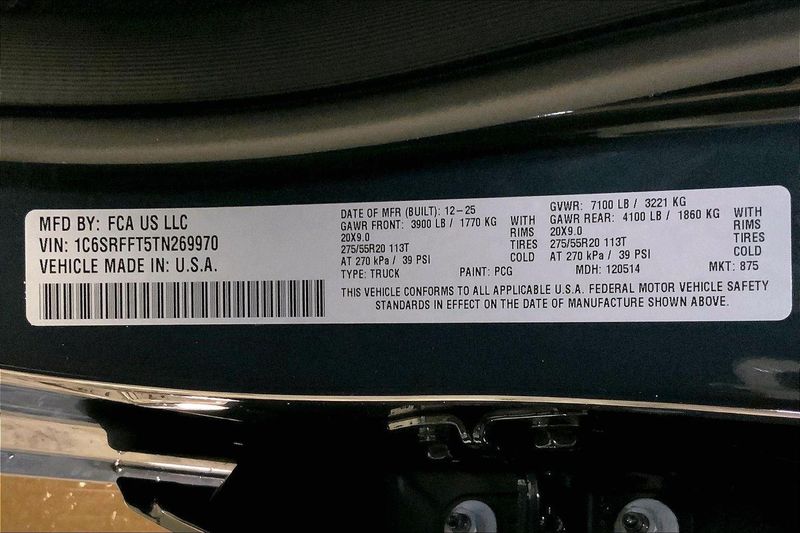 MFD BY: FCA US LLC
VIN: 1C6SRFFT5TN269970
VEHICLE MADE IN: U.S.A.
DATE OF MFR (BUILT): 12-25 GVWR: 7100 LB / 3221 KG
GAWR FRONT: 3900 LB / 1770 KG WITH GAWR REAR: 4100 LB / 1860 KG WITH
20X9.0 RIMS 20X9.0 RIMS
275/55R20 113T TIRES 275/55R20 113T TIRES
AT 270 kPa / 39 PSI COLD AT 270 kPa / 39 PSI COLD
TYPE: TRUCK PAINT: PCG MDH: 120514 MKT: 875
THIS VEHICLE CONFORMS TO ALL APPLICABLE U.S.A. FEDERAL MOTOR VEHICLE SAFETY
STANDARDS IN EFFECT ON THE DATE OF MANUFACTURE SHOWN ABOVE.